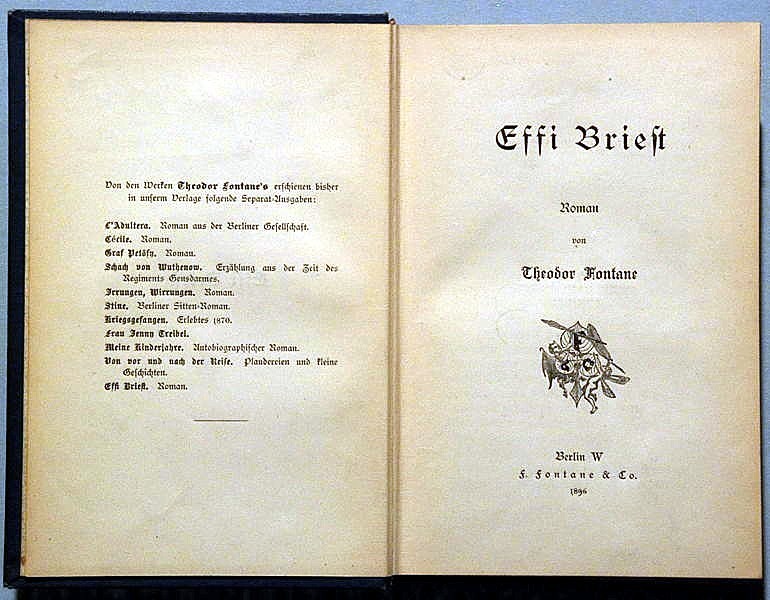 Von den Werken Theodor Fontane's erschienen bisher
in unserm Verlage folgende Separat-Ausgaben:
L'Adultera. Roman aus der Berliner Gesellschaft.
Cécile. Roman.
Graf Petöfy. Roman.
Schach von Wuthenow. Erzählung aus der Zeit des
Regiments Gensdarmes.
Irrungen, Wirrungen. Roman.
Stine. Berliner Sitten-Roman.
Kriegsgefangen. Erlebtes 1870.
Frau Jenny Treibel.
Meine Kinderjahre. Autobiographischer Roman.
Von vor und nach der Reise. Plaudereien und kleine
Geschichten.
Effi Briest. Roman.
Effi Briest
Roman
von
Theodor Fontane
F
&
C
Berlin W
F. Fontane & Co.
1896